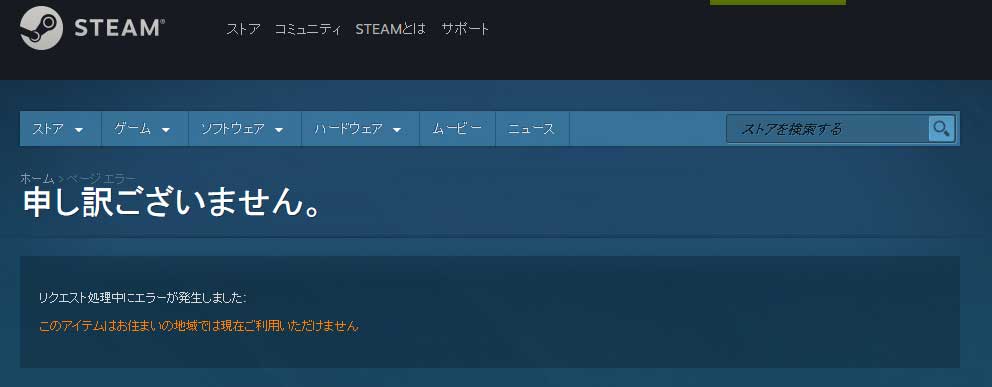 STEAM®
ストア コミュニティ STEAMとは サポート
ストア ゲーム ソフトウェア ハードウェア ムービー ニュース ストアを検索する
ホーム > ページエラー
申し訳ございません。
リクエスト処理中にエラーが発生しました:
このアイテムはお住まいの地域では現在ご利用いただけません